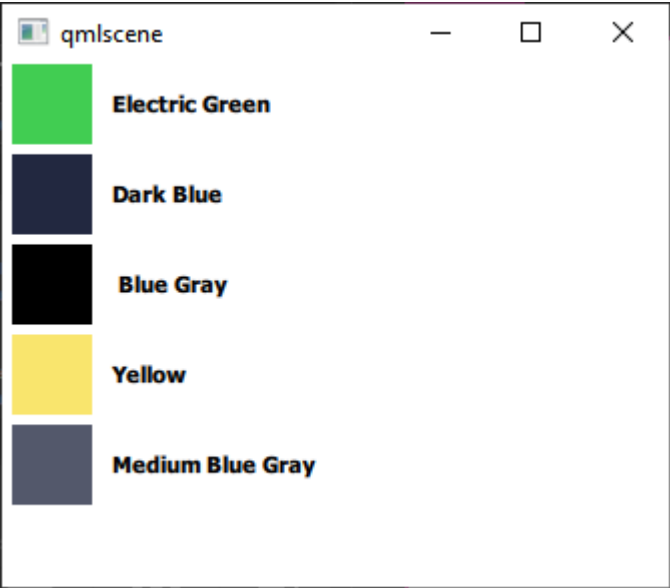 qmlscene
Electric Green
Dark Blue
Blue Gray
Yellow
Medium Blue Gray